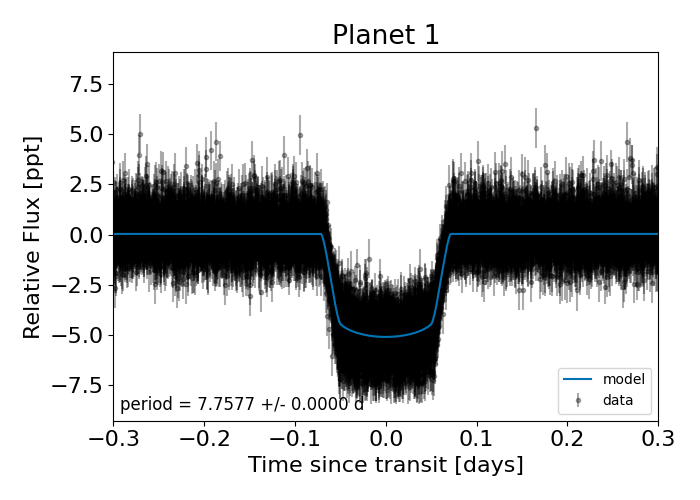 Planet 1
Relative Flux [ppt]
7.5
5.0
2.5
0.0
−2.5
−5.0
−7.5
period = 7.7577 +/- 0.0000 d
model
data
−0.3 −0.2 −0.1 0.0 0.1 0.2 0.3
Time since transit [days]